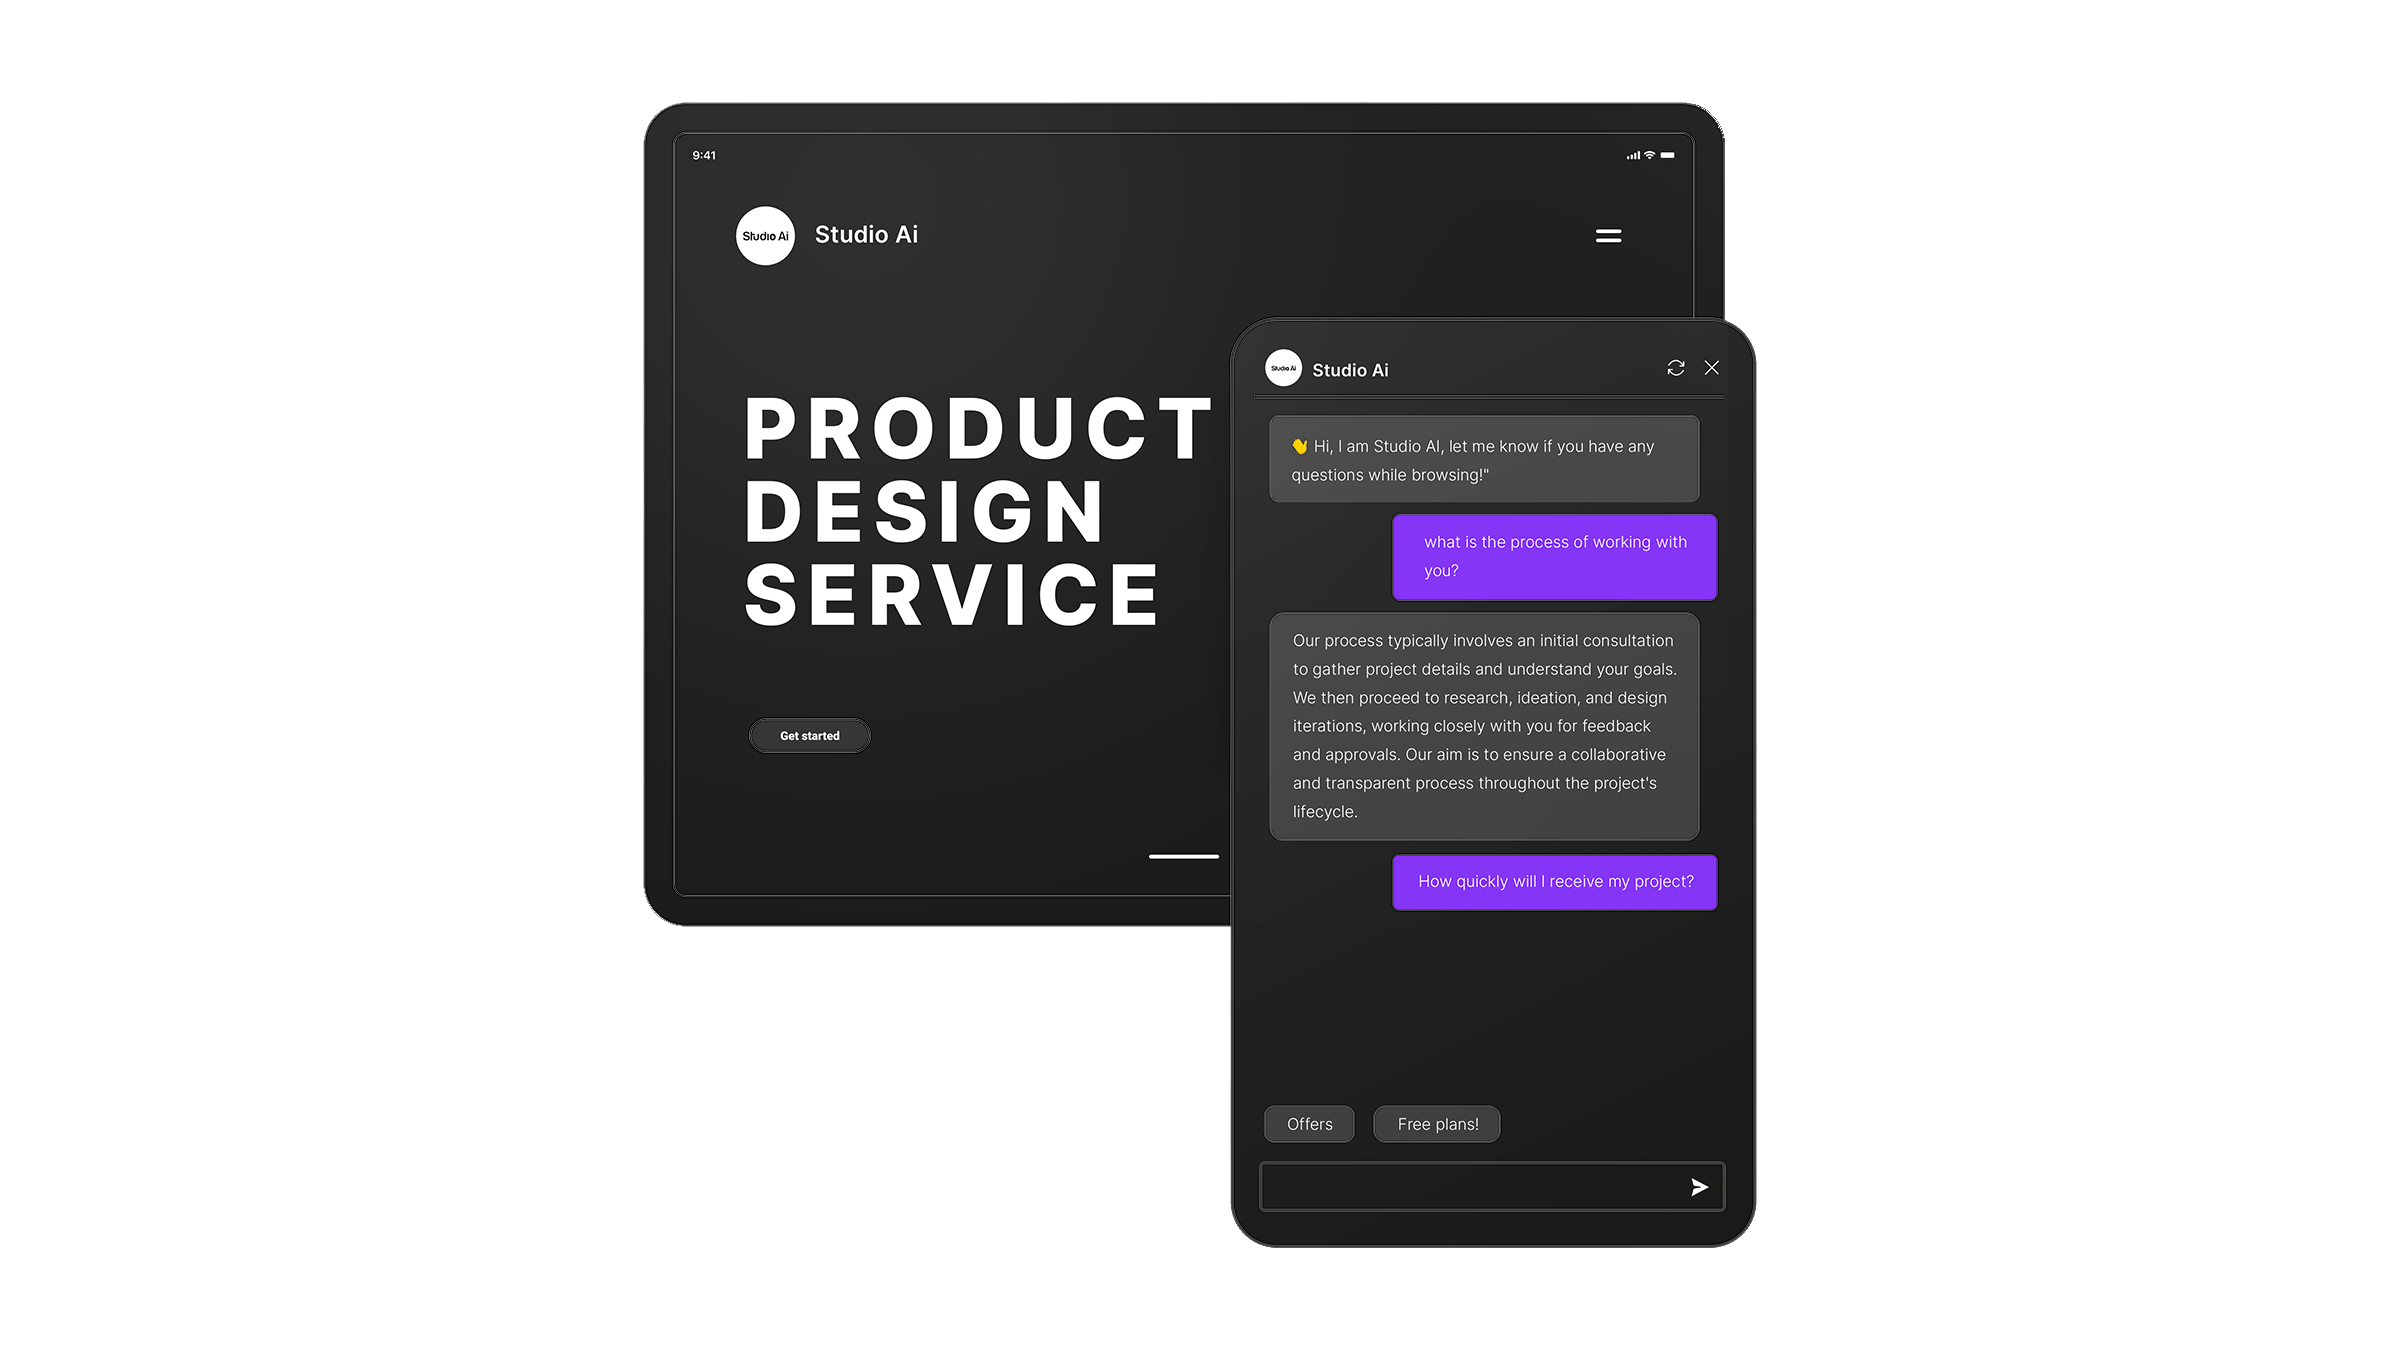 9:41
Studio Ai
Studio Ai
PRODUCT
DESIGN
SERVICE
Get started
Studio Ai
Studio Ai
👋 Hi, I am Studio AI, let me know if you have any
questions while browsing!"
what is the process of working with
you?
Our process typically involves an initial consultation
to gather project details and understand your goals.
We then proceed to research, ideation, and design
iterations, working closely with you for feedback
and approvals. Our aim is to ensure a collaborative
and transparent process throughout the project's
lifecycle.
How quickly will I receive my project?
Offers
Free plans!